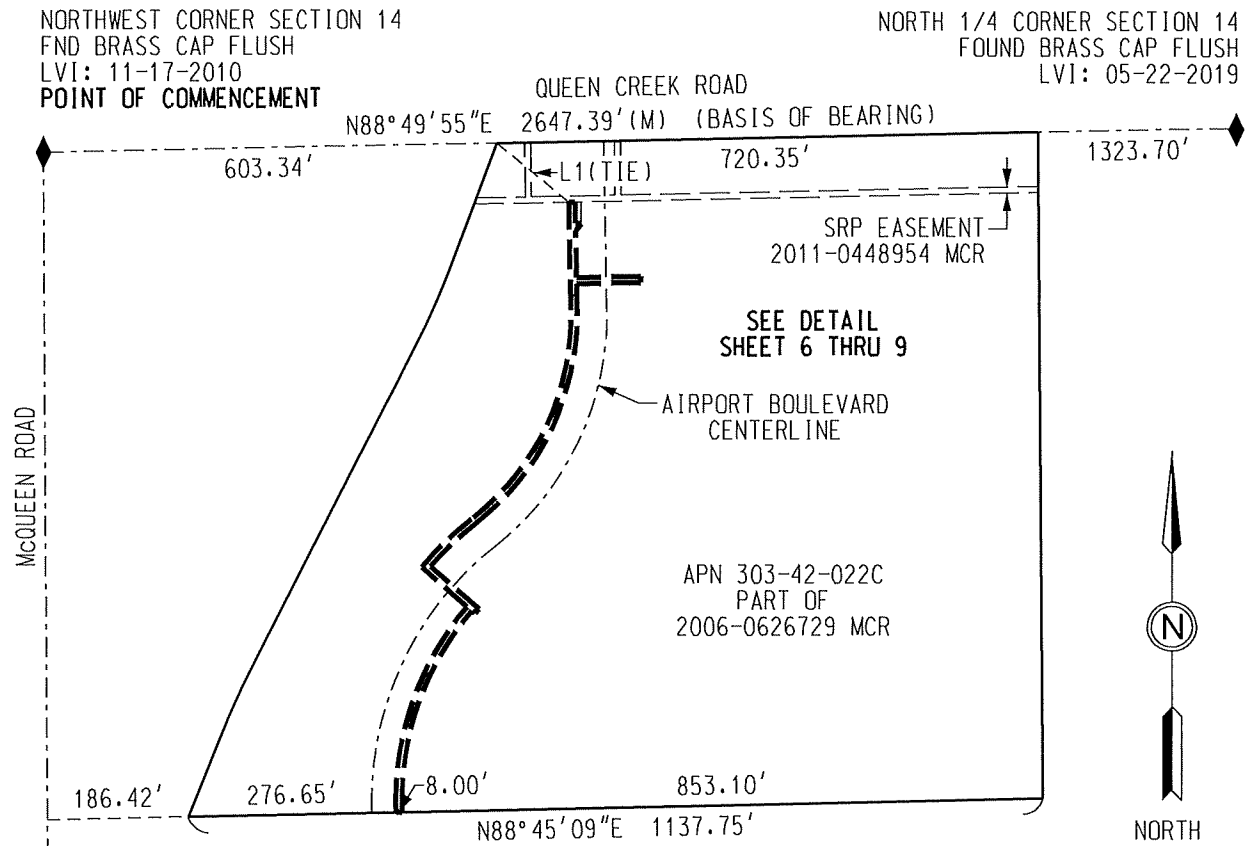 NORTHWEST CORNER SECTION 14
FND BRASS CAP FLUSH
LVI: 11-17-2010
POINT OF COMMENCEMENT
NORTH 1/4 CORNER SECTION 14
FOUND BRASS CAP FLUSH
LVI: 05-22-2019
QUEEN CREEK ROAD
N88°49'55"E 2647.39'(M) (BASIS OF BEARING)
603.34'
L1(TIE)
720.35'
1323.70'
SRP EASEMENT
2011-0448954 MCR
SEE DETAIL
SHEET 6 THRU 9
AIRPORT BOULEVARD
CENTERLINE
McQUEEN ROAD
APN 303-42-022C
PART OF
2006-0626729 MCR
N
186.42'
276.65'
8.00'
853.10'
N88°45'09"E 1137.75'
NORTH